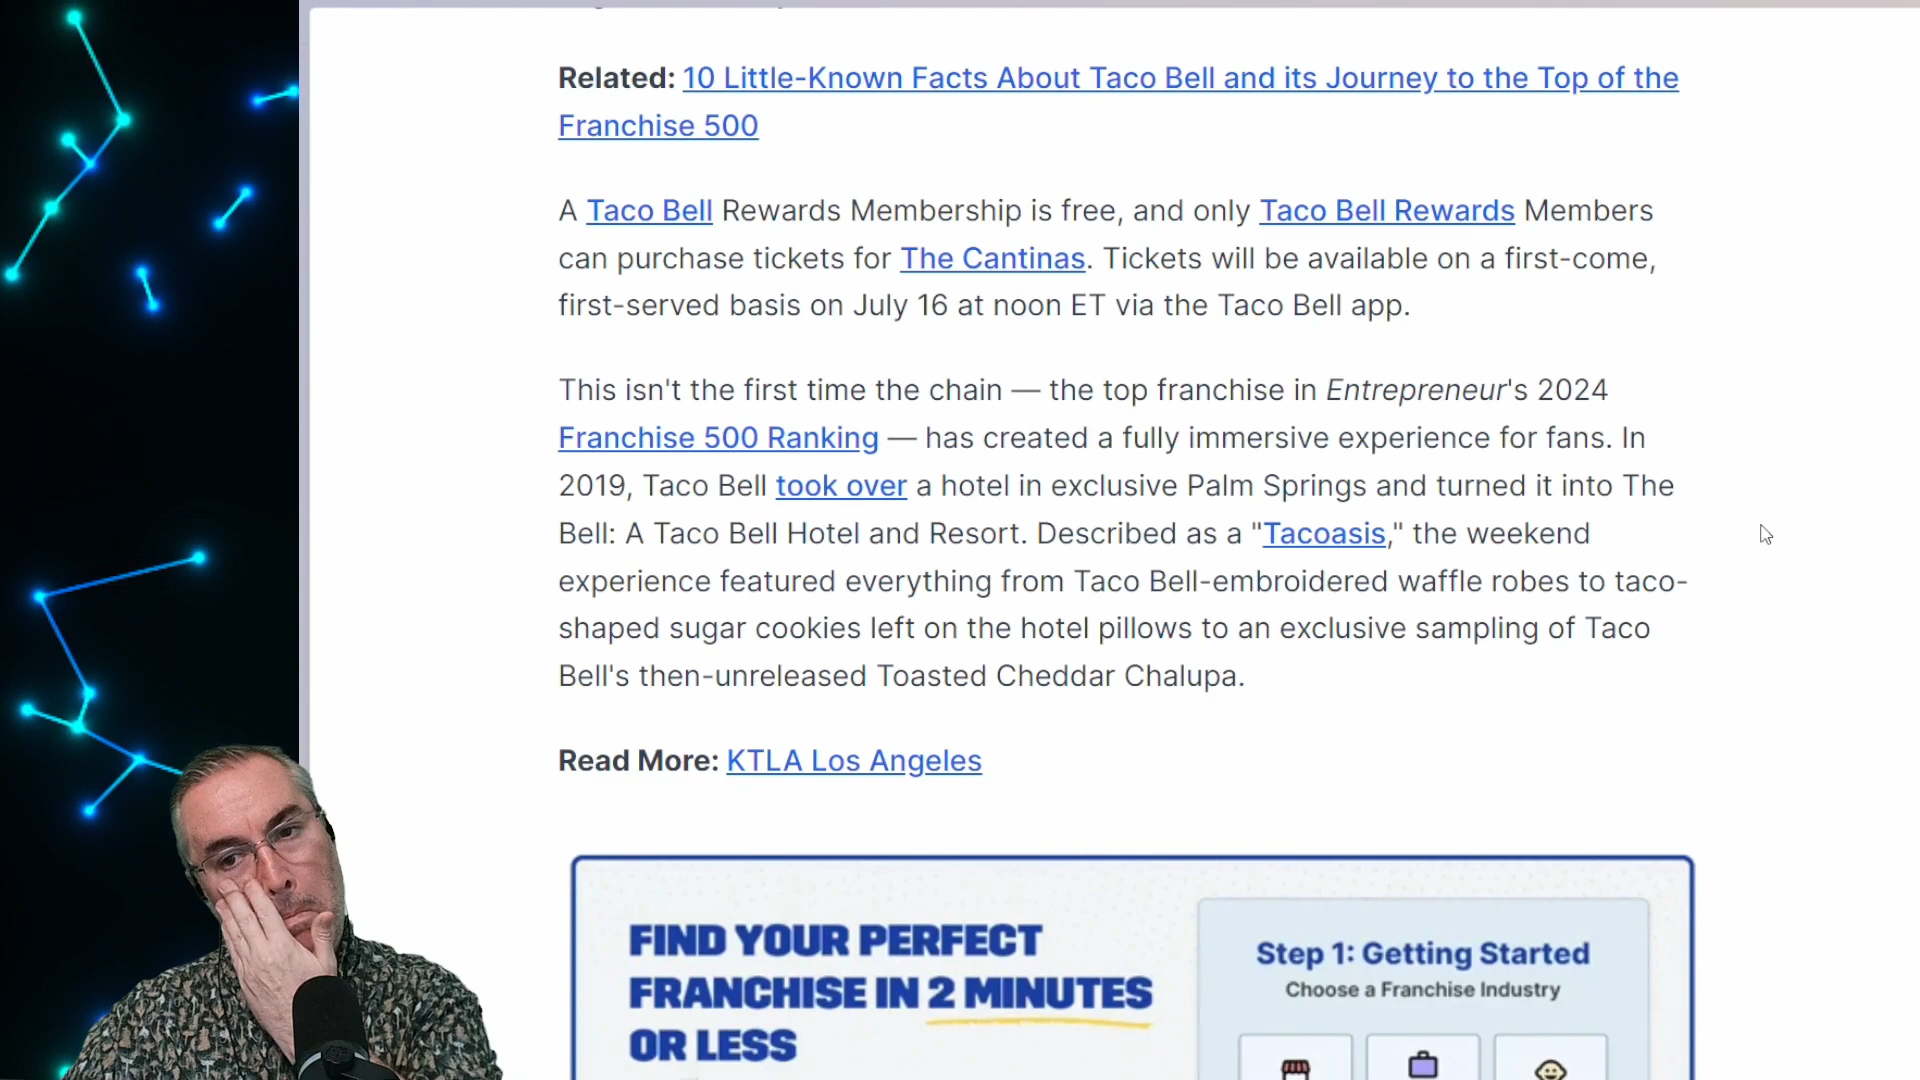 Related: 10 Little-Known Facts About Taco Bell and its Journey to the Top of the
Franchise 500
A Taco Bell Rewards Membership is free, and only Taco Bell Rewards Members
can purchase tickets for The Cantinas. Tickets will be available on a first-come,
first-served basis on July 16 at noon ET via the Taco Bell app.
This isn't the first time the chain — the top franchise in Entrepreneur's 2024
Franchise 500 Ranking — has created a fully immersive experience for fans. In
2019, Taco Bell took over a hotel in exclusive Palm Springs and turned it into The
Bell: A Taco Bell Hotel and Resort. Described as a "Tacoasis," the weekend
experience featured everything from Taco Bell-embroidered waffle robes to taco-
shaped sugar cookies left on the hotel pillows to an exclusive sampling of Taco
Bell's then-unreleased Toasted Cheddar Chalupa.
Read More: KTLA Los Angeles
FIND YOUR PERFECT
FRANCHISE IN 2 MINUTES
OR LESS
Step 1: Getting Started
Choose a Franchise Industry